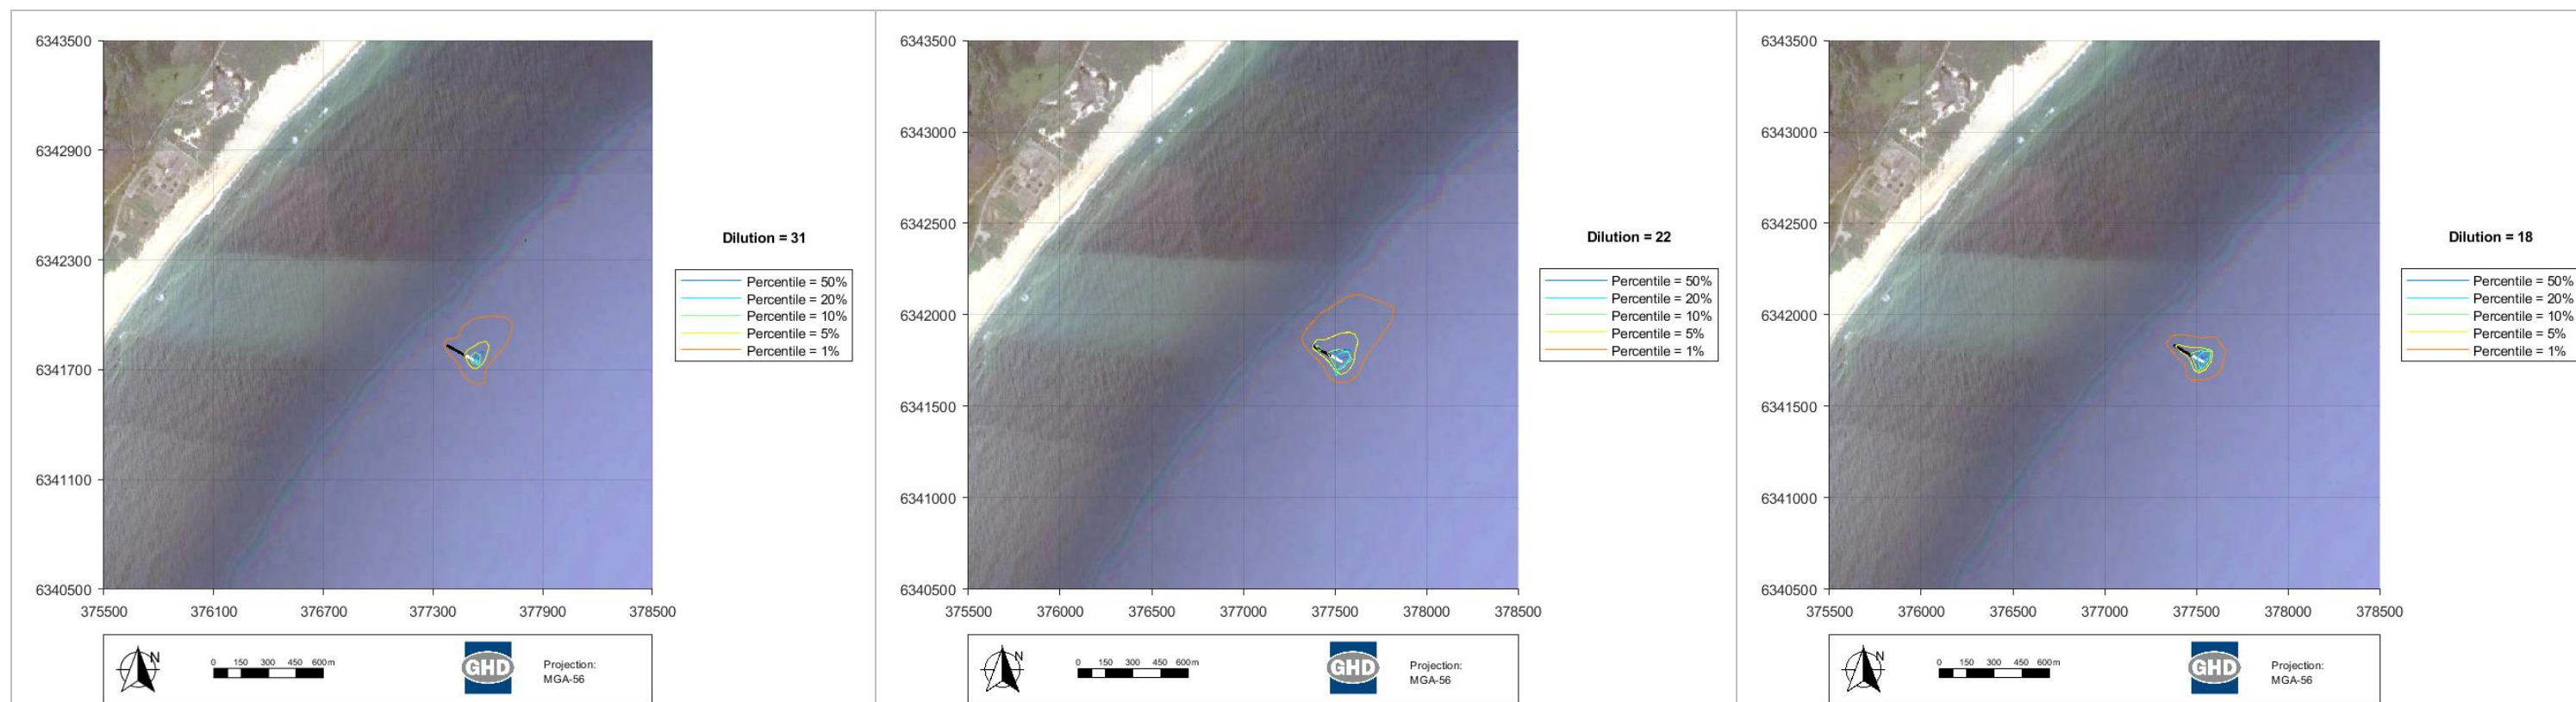 6343500
6342900
6342300
6341700
6341100
6340500
375500 376100 376700 377300 377900 378500
Dilution = 31
Percentile = 50%
Percentile = 20%
Percentile = 10%
Percentile = 5%
Percentile = 1%
N
0 150 300 450 600m
GHD
Projection:
MGA-56
6343500
6343000
6342500
6342000
6341500
6341000
6340500
375500 376000 376500 377000 377500 378000 378500
Dilution = 22
Percentile = 50%
Percentile = 20%
Percentile = 10%
Percentile = 5%
Percentile = 1%
N
0 150 300 450 600m
GHD
Projection:
MGA-56
6343500
6343000
6342500
6342000
6341500
6341000
6340500
375500 376000 376500 377000 377500 378000 378500
Dilution = 18
Percentile = 50%
Percentile = 20%
Percentile = 10%
Percentile = 5%
Percentile = 1%
N
0 150 300 450 600m
GHD
Projection:
MGA-56